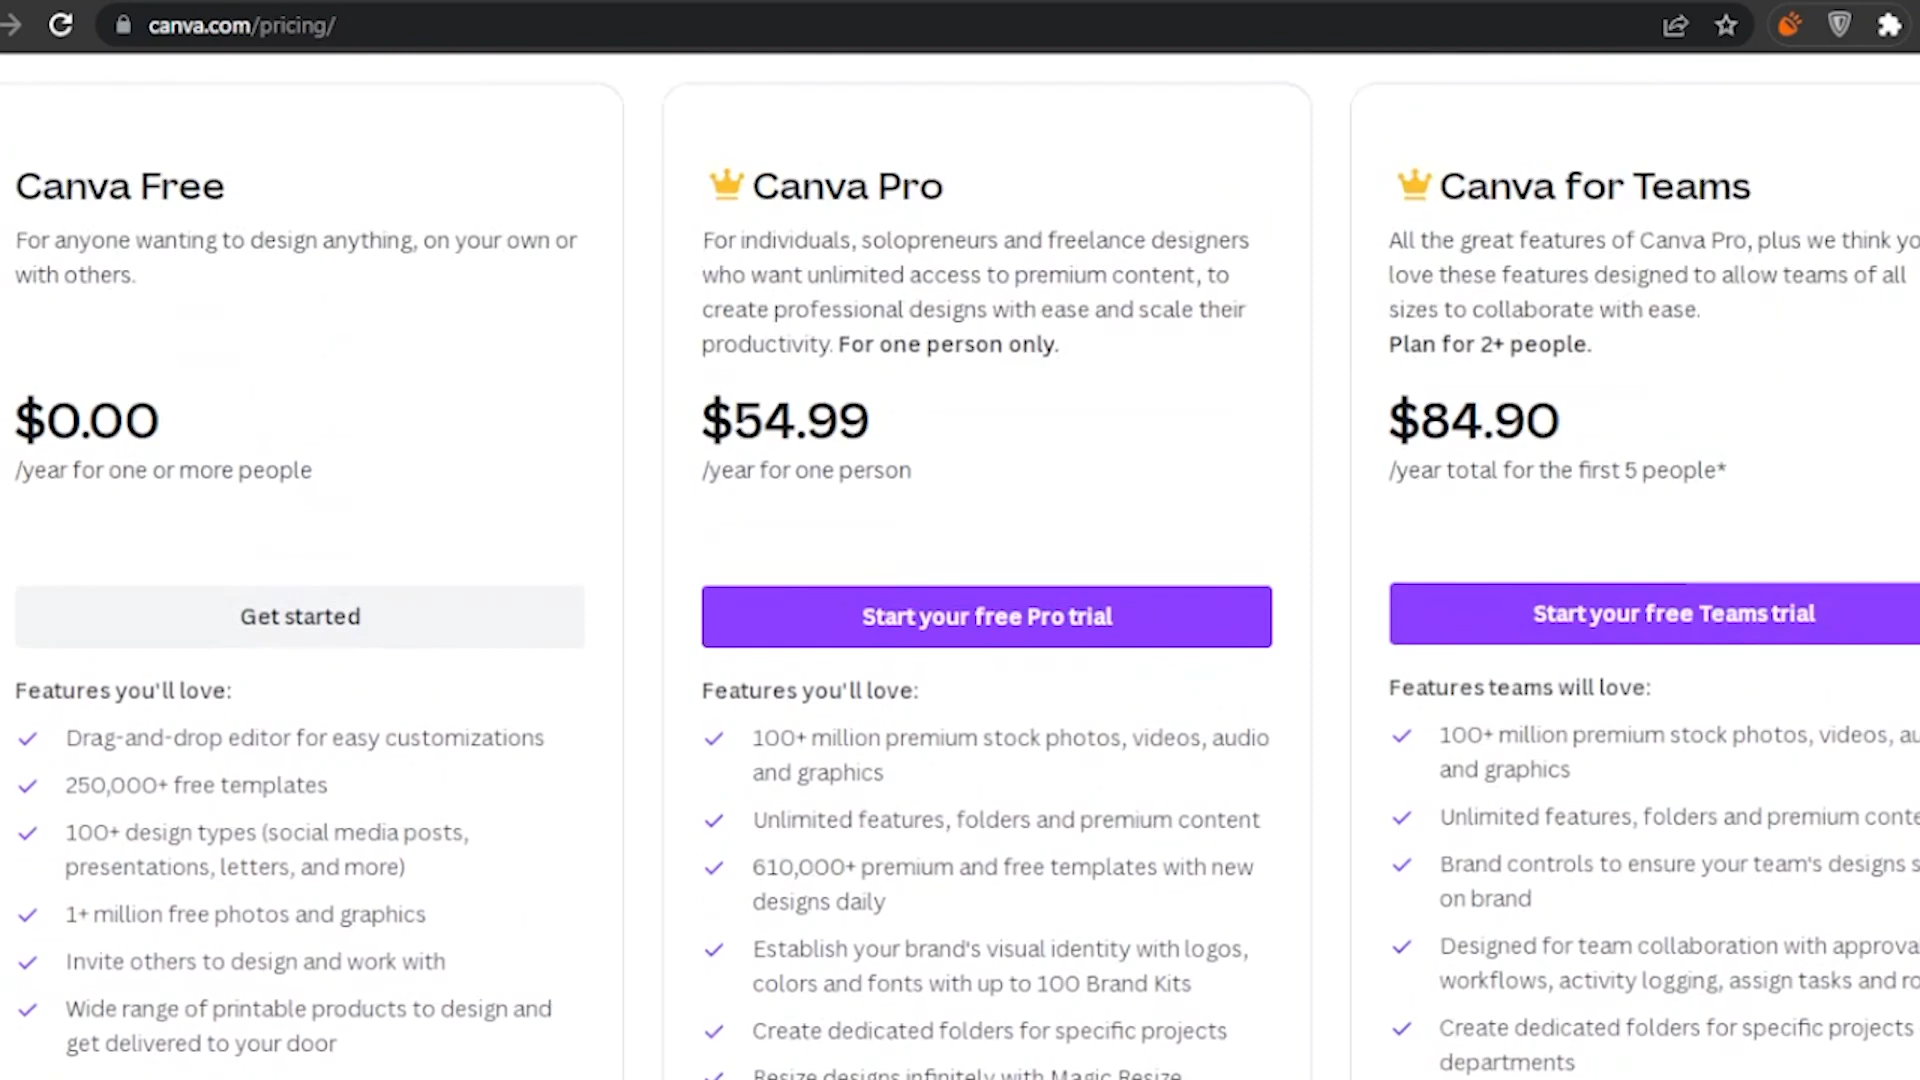 canva.com/pricing/
Canva Free
For anyone wanting to design anything, on your own or
with others.
$0.00
/year for one or more people
Get started
Features you'll love:
Drag-and-drop editor for easy customizations
250,000+ free templates
100+ design types (social media posts,
presentations, letters, and more)
1+ million free photos and graphics
Invite others to design and work with
Wide range of printable products to design and
get delivered to your door
Canva Pro
For individuals, solopreneurs and freelance designers
who want unlimited access to premium content, to
create professional designs with ease and scale their
productivity. For one person only.
$54.99
/year for one person
Start your free Pro trial
Features you'll love:
100+ million premium stock photos, videos, audio
and graphics
Unlimited features, folders and premium content
610,000+ premium and free templates with new
designs daily
Establish your brand's visual identity with logos,
colors and fonts with up to 100 Brand Kits
Create dedicated folders for specific projects
Resize designs infinitely with Magic Resize
Canva for Teams
All the great features of Canva Pro, plus we think
love these features designed to allow teams of all
sizes to collaborate with ease.
Plan for 2+ people.
$84.90
/year total for the first 5 people*
Start your free Teams trial
Features teams will love:
100+ million premium stock photos, videos,
and graphics
Unlimited features, folders and premium
Brand controls to ensure your team's designs
on brand
Designed for team collaboration with
workflows, activity logging, assign tasks and
Create dedicated folders for specific projects
departments